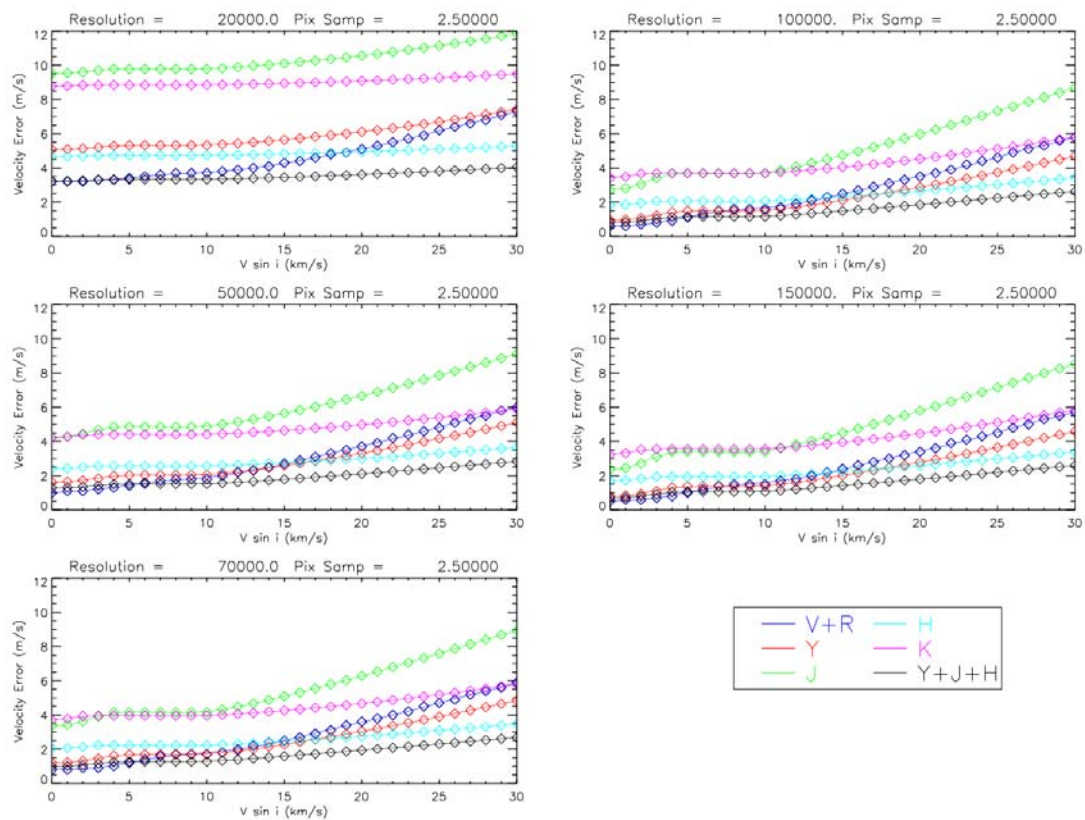 Resolution = 20000.0 Pix Samp = 2.50000
12
10
8
6
4
2
0
Velocity Error (m/s)
0 5 10 15 20 25 30
V sin i (km/s)
Resolution = 100000. Pix Samp = 2.50000
12
10
8
6
4
2
0
Velocity Error (m/s)
0 5 10 15 20 25 30
V sin i (km/s)
Resolution = 50000.0 Pix Samp = 2.50000
12
10
8
6
4
2
0
Velocity Error (m/s)
0 5 10 15 20 25 30
V sin i (km/s)
Resolution = 150000. Pix Samp = 2.50000
12
10
8
6
4
2
0
Velocity Error (m/s)
0 5 10 15 20 25 30
V sin i (km/s)
Resolution = 70000.0 Pix Samp = 2.50000
12
10
8
6
4
2
0
Velocity Error (m/s)
0 5 10 15 20 25 30
V sin i (km/s)
V+R H
Y K
J Y+J+H